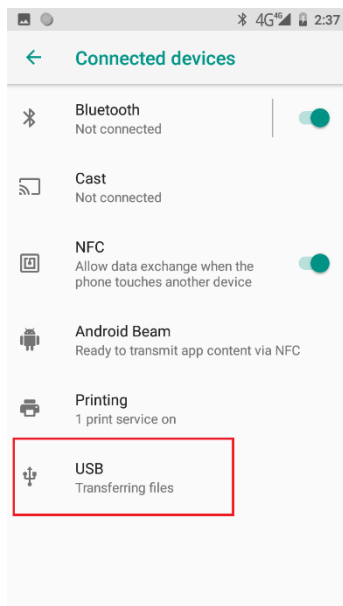 4G 4G 2:37
Connected devices
Bluetooth
Not connected
Cast
Not connected
NFC
Allow data exchange when the
phone touches another device
Android Beam
Ready to transmit app content via NFC
Printing
1 print service on
USB
Transferring files